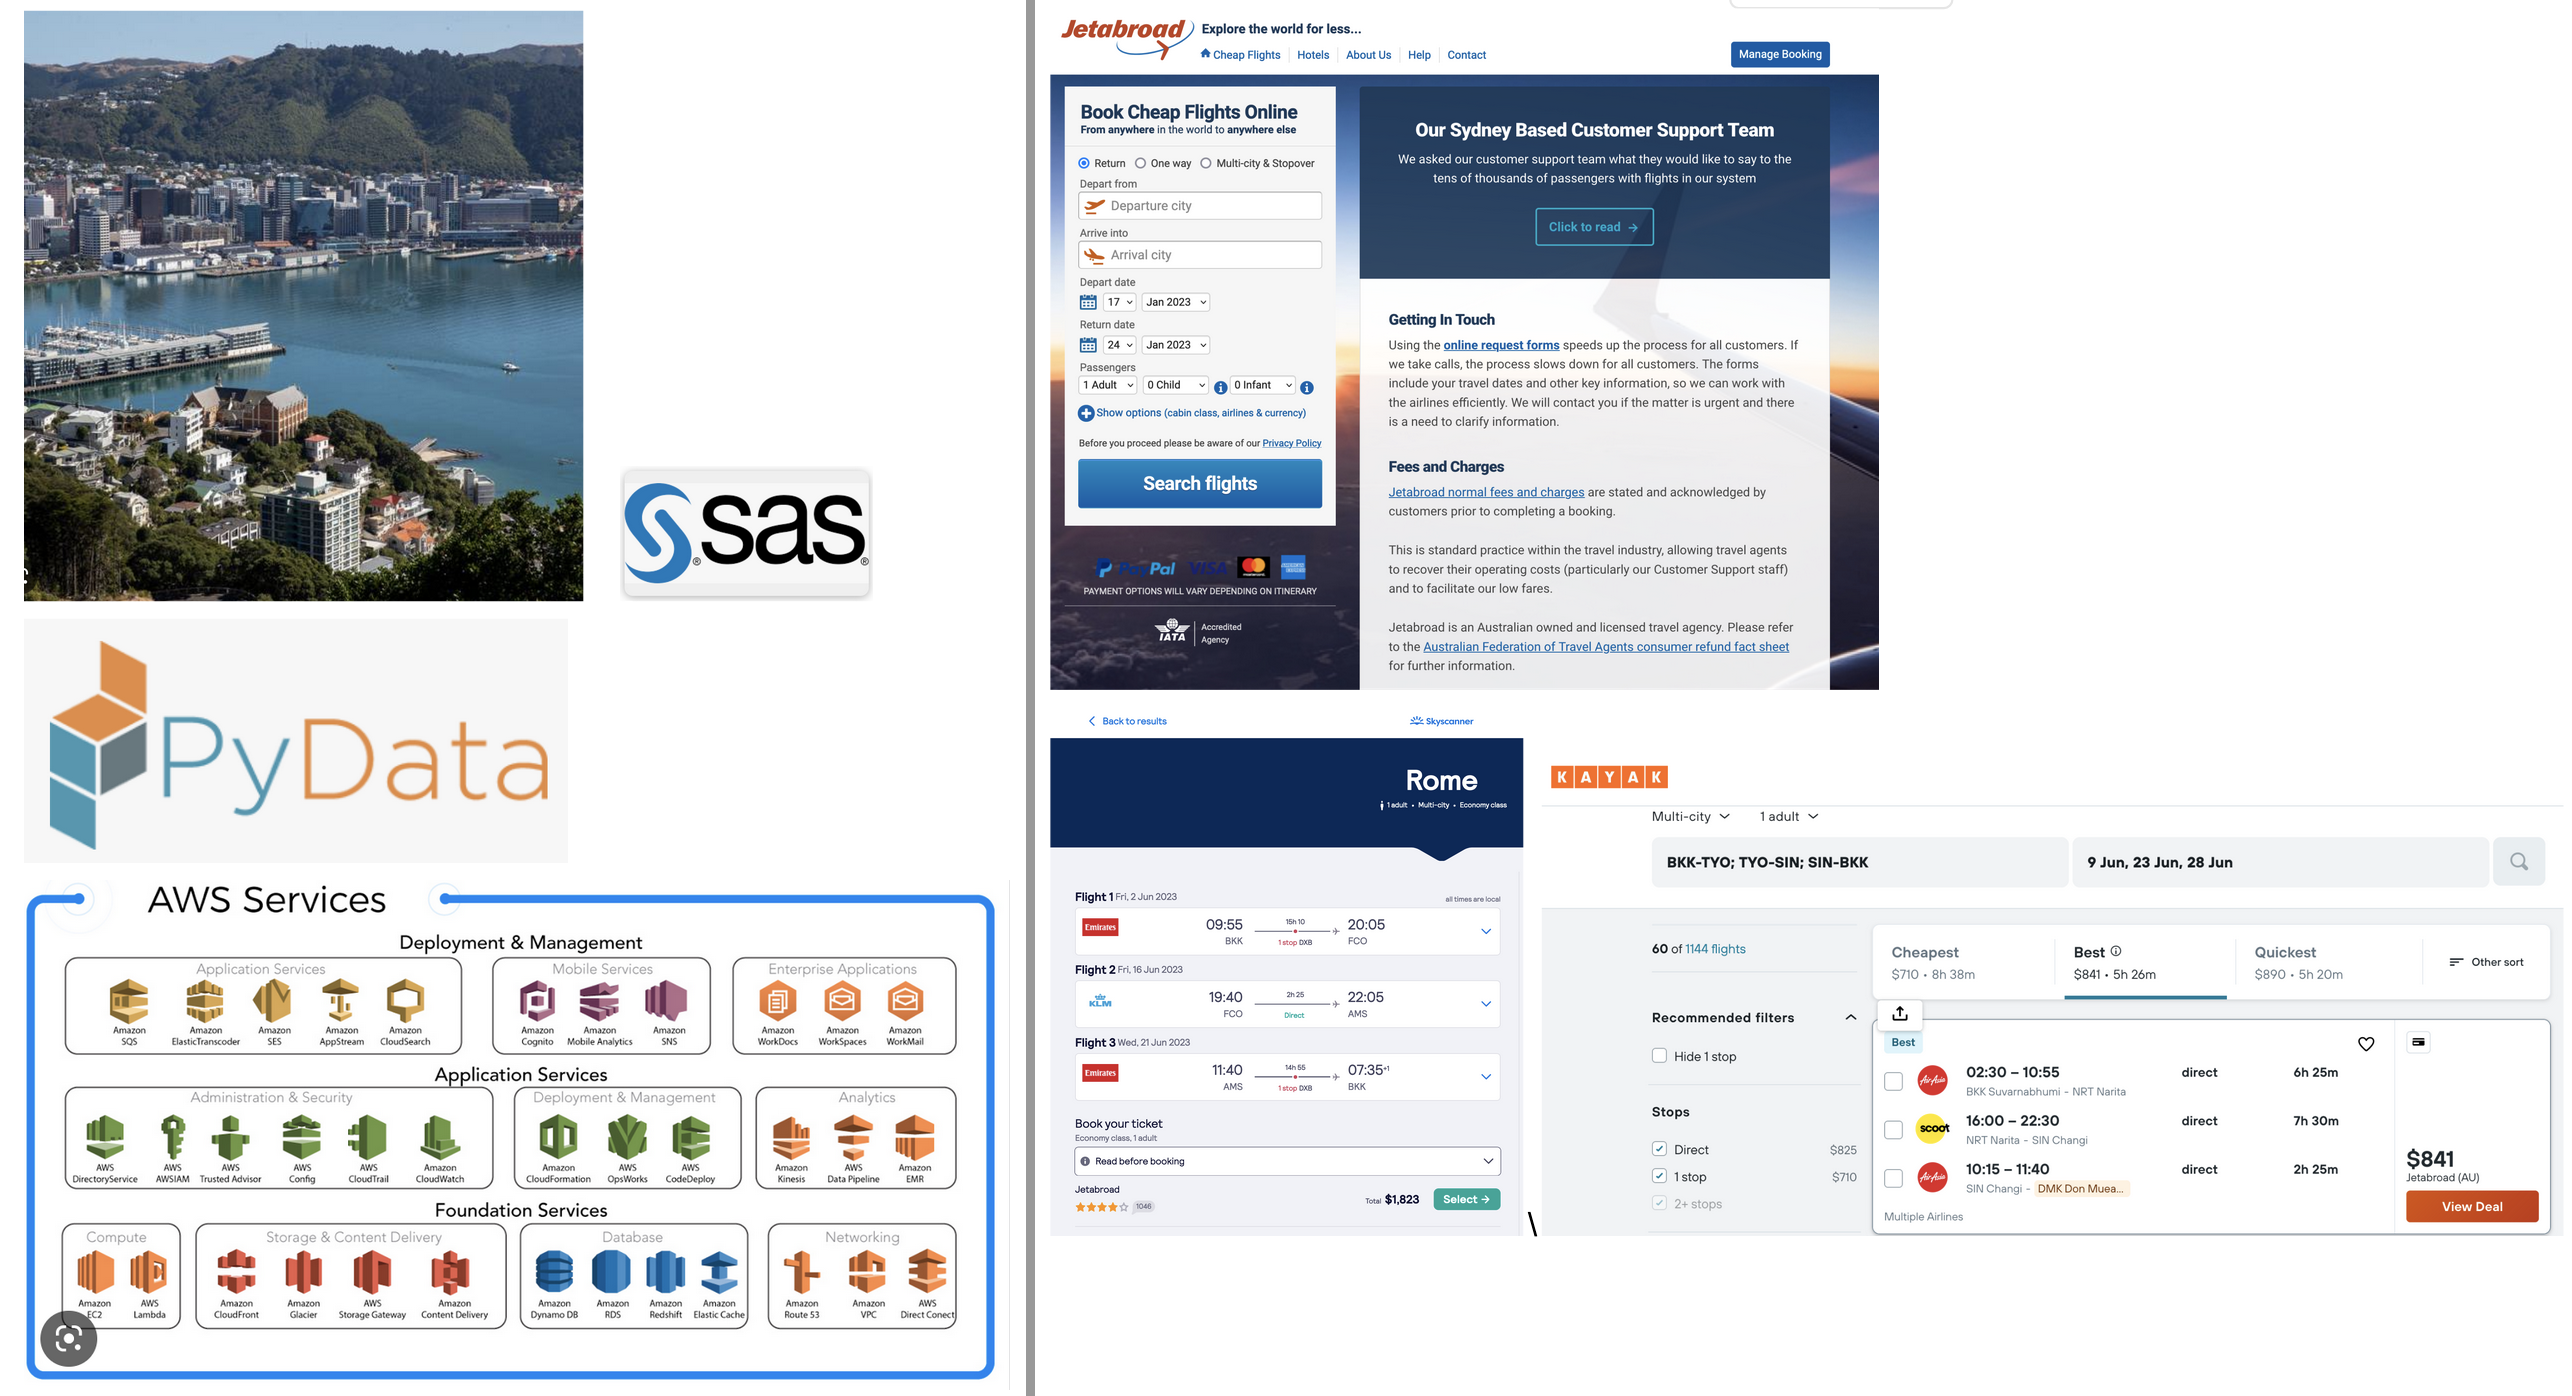 sas
PyData
AWS Services
Deployment & Management
Application Services
Amazon SQS
Amazon ElasticTranscoder
Amazon SES
Amazon AppStream
Amazon CloudSearch
Mobile Services
Amazon Cognito
Amazon Mobile Analytics
Amazon SNS
Enterprise Applications
Amazon WorkDocs
Amazon WorkSpaces
Amazon WorkMail
Application Services
Administration & Security
AWS DirectoryService
AWS AWSIAM
AWS Trusted Advisor
AWS Config
AWS CloudTrail
Amazon CloudWatch
Deployment & Management
Amazon CloudFormation
AWS OpsWorks
AWS CodeDeploy
Analytics
Amazon Kinesis
AWS Data Pipeline
Amazon EMR
Foundation Services
Compute
Amazon EC2
AWS Lambda
Storage & Content Delivery
Amazon CloudFront
Amazon Glacier
AWS Storage Gateway
Amazon Content Delivery
Database
Amazon Dynamo DB
Amazon RDS
Amazon Redshift
Amazon Elastic Cache
Networking
Amazon Route 53
Amazon VPC
AWS Direct Conect
Jetabroad
Explore the world for less...
Cheap Flights
Hotels
About Us
Help
Contact
Manage Booking
Book Cheap Flights Online
From anywhere in the world to anywhere else
Return One way Multi-city & Stopover
Depart from
Departure city
Arrive into
Arrival city
Depart date
17 Jan 2023
Return date
24 Jan 2023
Passengers
1 Adult 0 Child 0 Infant
Show options (cabin class, airlines & currency)
Before you proceed please be aware of our Privacy Policy
Search flights
PayPal VISA
PAYMENT OPTIONS WILL VARY DEPENDING ON ITINERARY
IATA Accredited
Agency
Our Sydney Based Customer Support Team
We asked our customer support team what they would like to say to the
tens of thousands of passengers with flights in our system
Click to read
Getting In Touch
Using the online request forms speeds up the process for all customers. If
we take calls, the process slows down for all customers. The forms
include your travel dates and other key information, so we can work with
the airlines efficiently. We will contact you if the matter is urgent and there
is a need to clarify information.
Fees and Charges
Jetabroad normal fees and charges are stated and acknowledged by
customers prior to completing a booking.
This is standard practice within the travel industry, allowing travel agents
to recover their operating costs (particularly our Customer Support staff)
and to facilitate our low fares.
Jetabroad is an Australian owned and licensed travel agency. Please refer
to the Australian Federation of Travel Agents consumer refund fact sheet
for further information.
Back to results
Skyscanner
Rome
1 adult • Multi-city • Economy class
Flight 1 Fri, 2 Jun 2023
all times are local
Emirates
09:55 15h 10 20:05
BKK 1 stop DXB FCO
Flight 2 Fri, 16 Jun 2023
KLM
19:40 2h 25 22:05
FCO Direct AMS
Flight 3 Wed, 21 Jun 2023
Emirates
11:40 14h 55 07:35+1
AMS 1 stop DXB BKK
Book your ticket
Economy class, 1 adult
Read before booking
Jetabroad
1046
Total $1,823
Select
\
KAYAK
Multi-city 1 adult
BKK-TYO; TYO-SIN; SIN-BKK
9 Jun, 23 Jun, 28 Jun
60 of 1144 flights
Recommended filters
Hide 1 stop
Stops
Direct $825
1 stop $710
2+ stops
Cheapest
$710 • 8h 38m
Best
$841 • 5h 26m
Quickest
$890 • 5h 20m
Other sort
Best
AirAsia
02:30 – 10:55 direct 6h 25m
BKK Suvarnabhumi - NRT Narita
scoot
16:00 – 22:30 direct 7h 30m
NRT Narita - SIN Changi
AirAsia
10:15 – 11:40 direct 2h 25m
SIN Changi - DMK Don Muea...
Multiple Airlines
$841
Jetabroad (AU)
View Deal